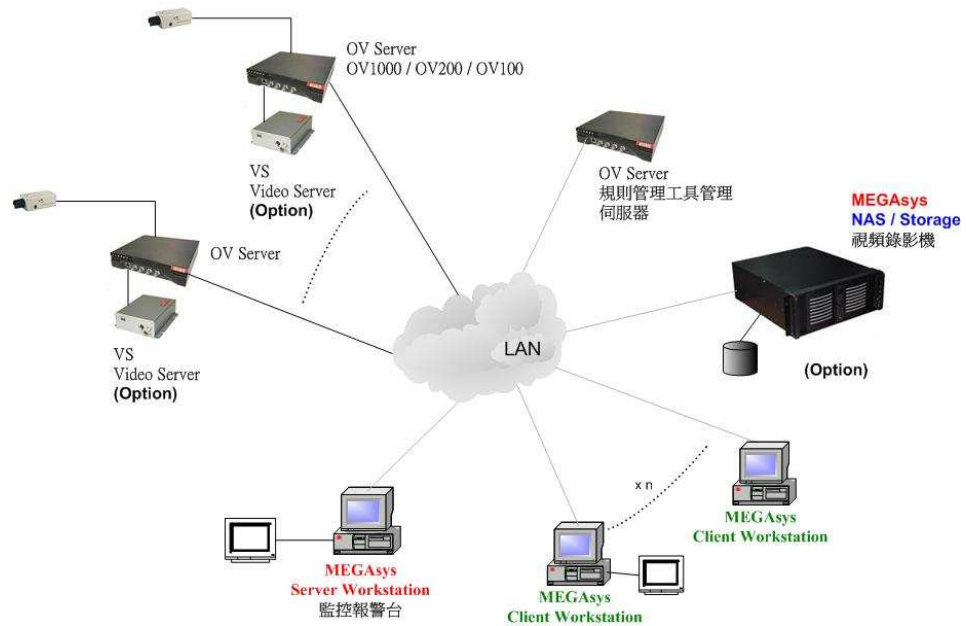 OV Server
OV1000 / OV200 / OV100
VS
Video Server
(Option)
OV Server
規則管理工具管理
伺服器
MEGAsys
NAS / Storage
視頻錄影機
(Option)
OV Server
VS
Video Server
(Option)
LAN
x n
MEGAsys
Client Workstation
MEGAsys
Server Workstation
監控報警台
MEGAsys
Client Workstation